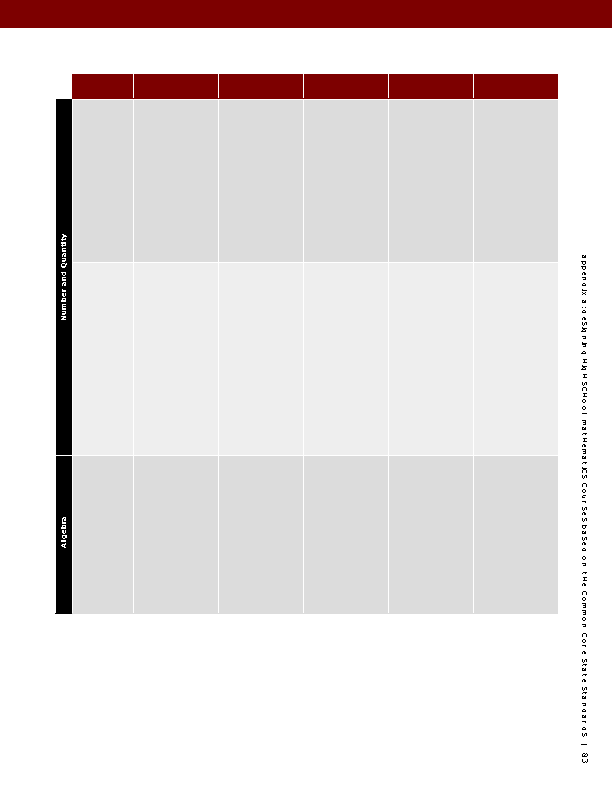 Number and Quantity
Algebra
appendix a: deSigning HigH SCHool matHematiCS CourSeS baSed on tHe Common Core State StandardS | 83